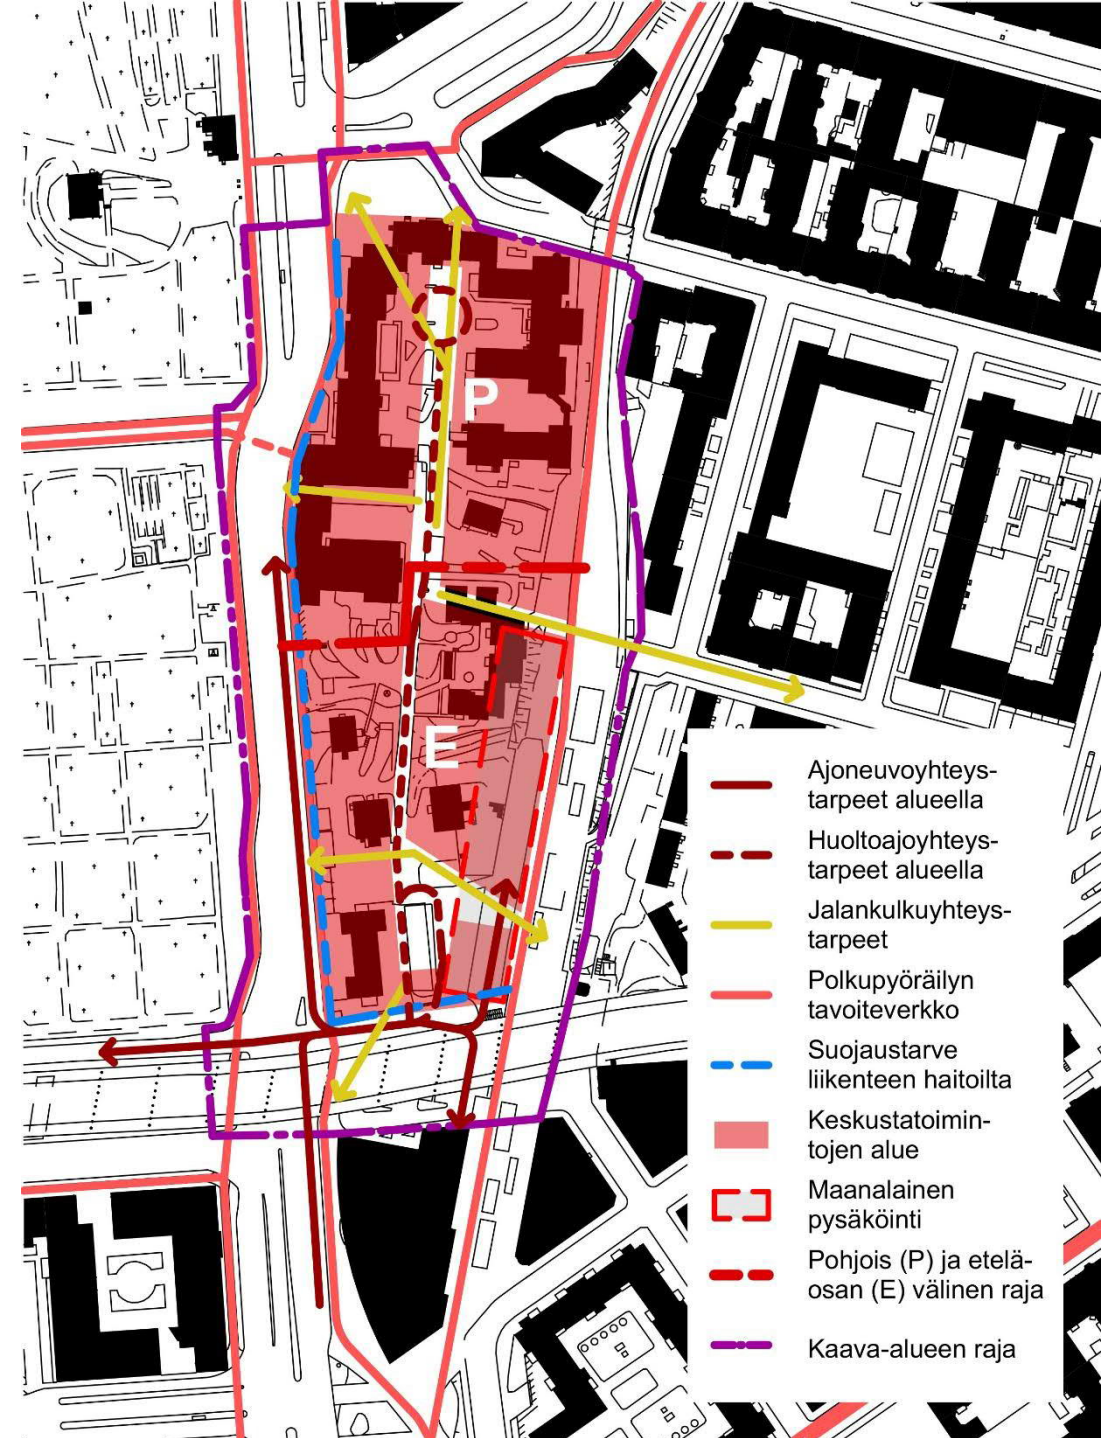 P
E
Ajoneuvoyhteys-
tarpeet alueella
Huoltoajoyhteys-
tarpeet alueella
Jalankulkuyhteys-
tarpeet
Polkupyöräilyn
tavoiteverkko
Suojaustarve
liikenteen haitoilta
Keskustatoimin-
tojen alue
Maanalainen
pysäköinti
Pohjois (P) ja etelä-
osan (E) välinen raja
Kaava-alueen raja